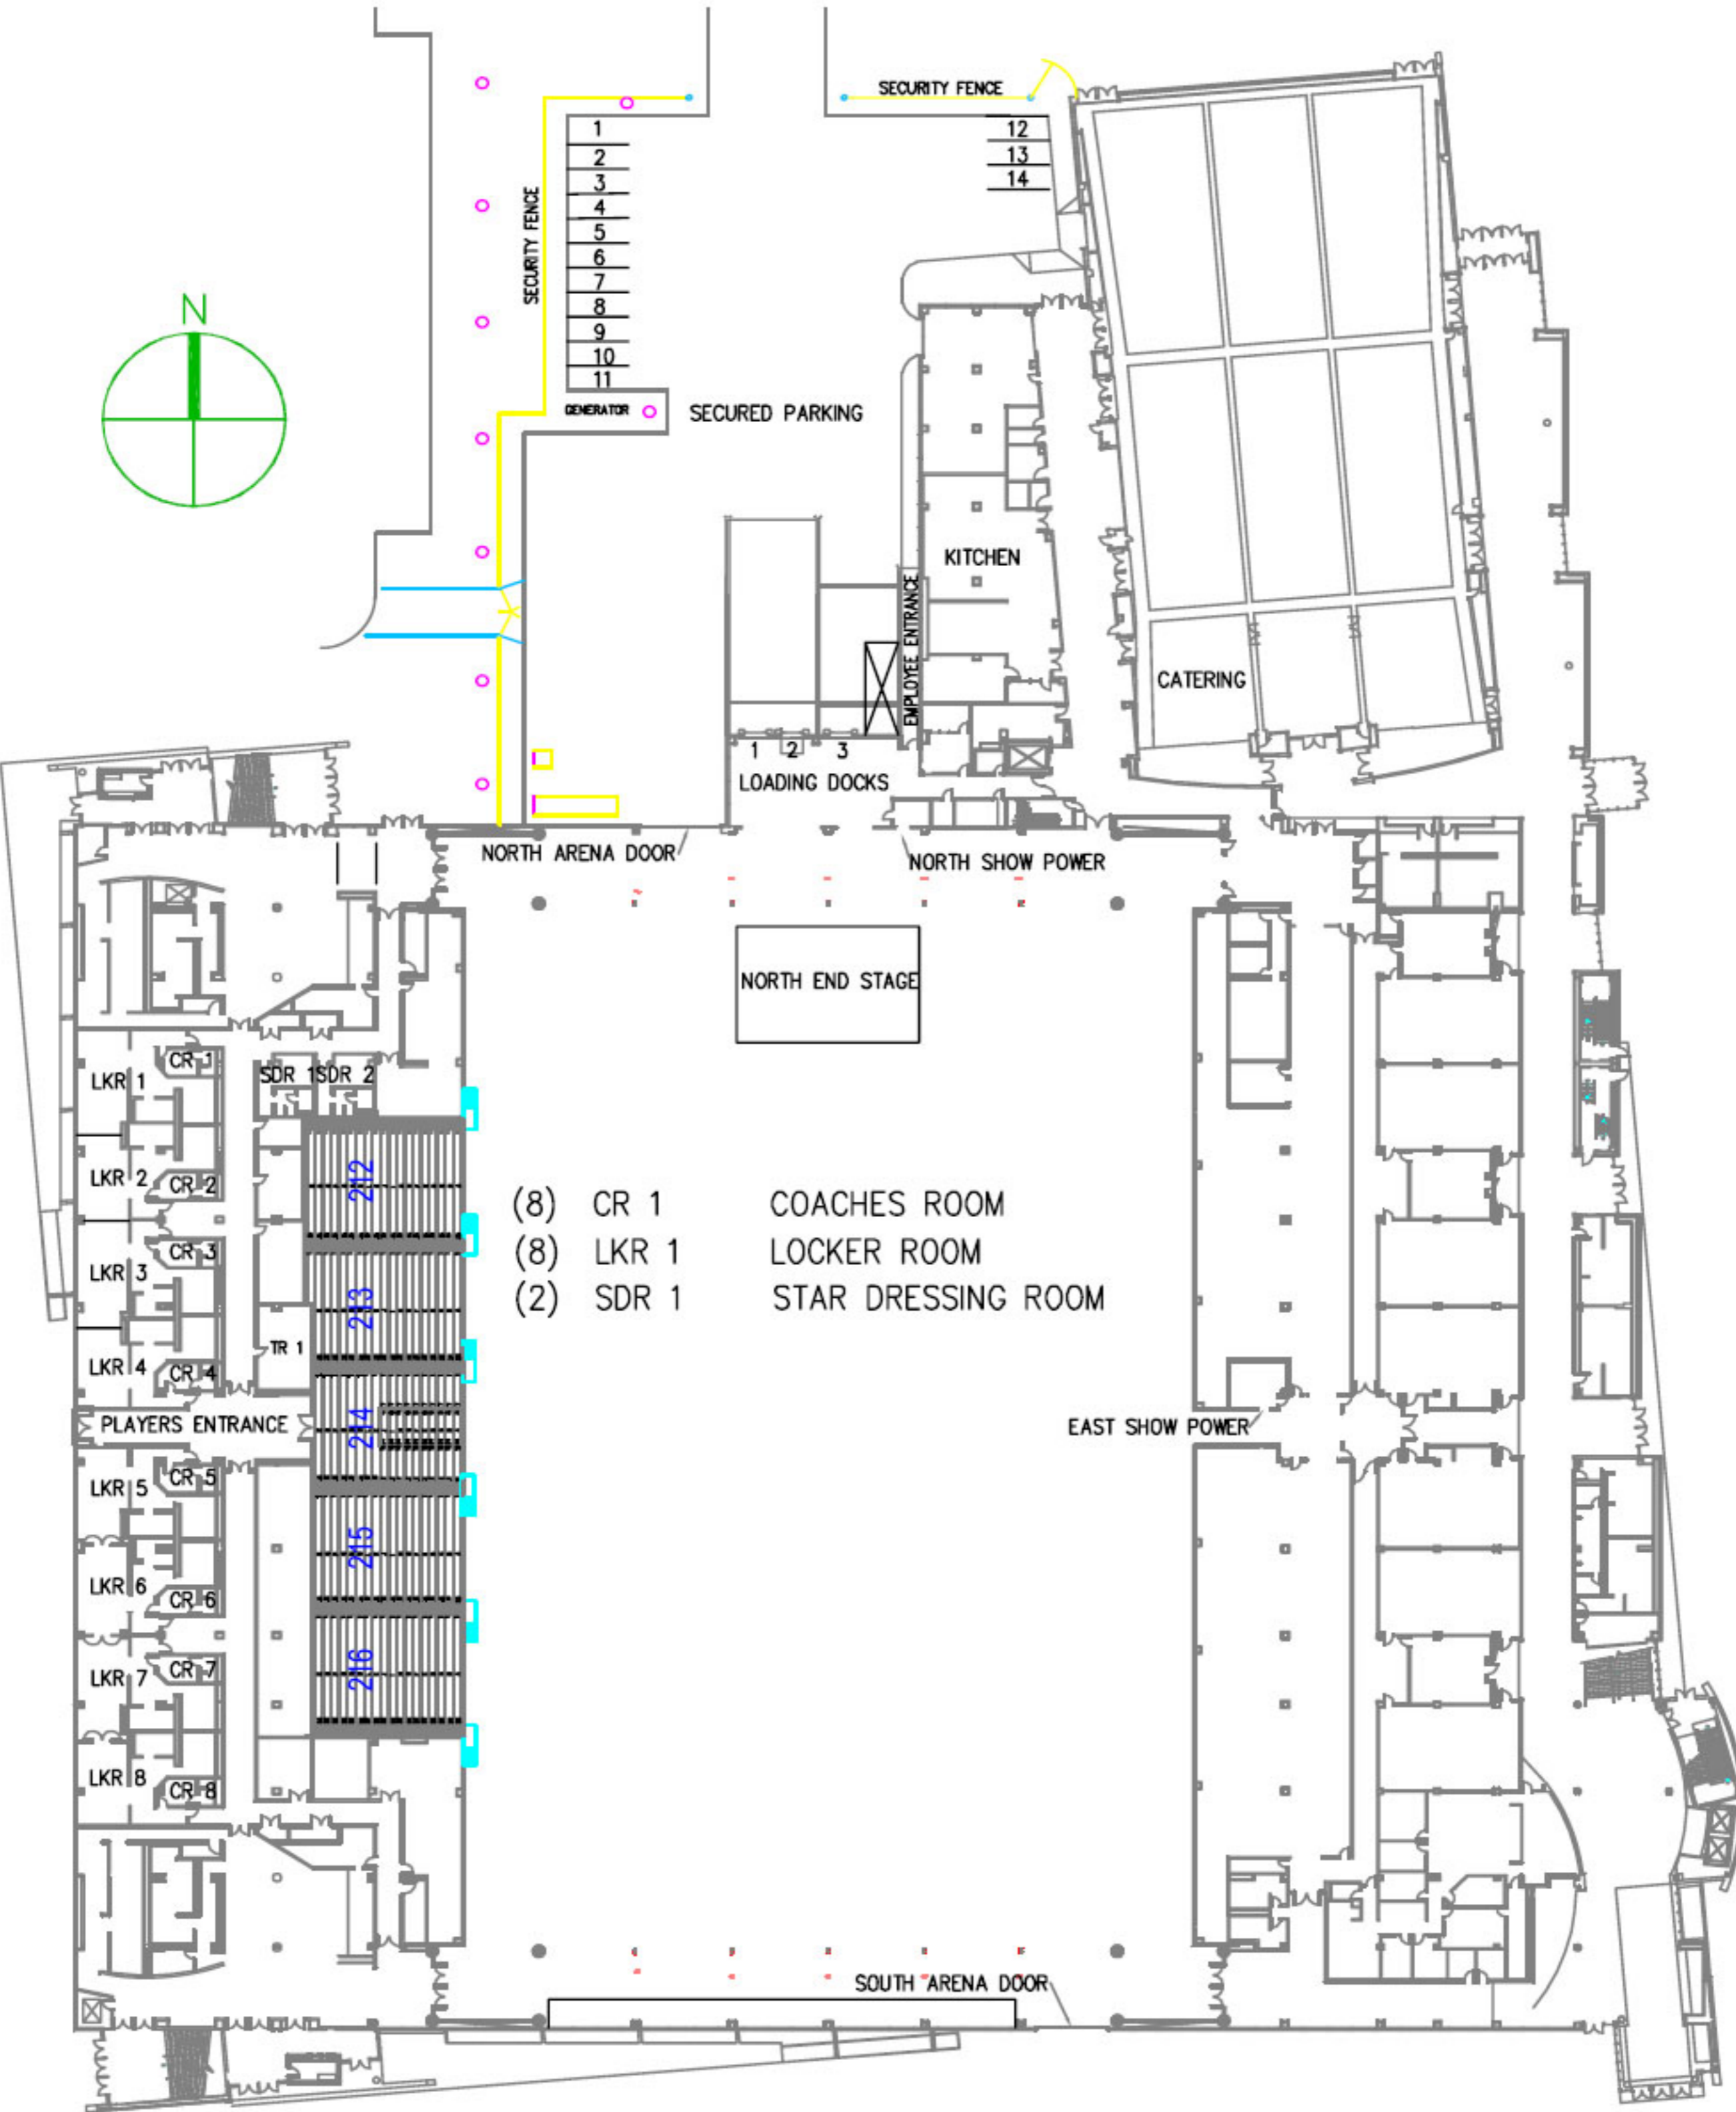 SECURITY FENCE
SECURITY FENCE
1
2
3
4
5
6
7
8
9
10
11
12
13
14
N
GENERATOR
SECURED PARKING
KITCHEN
EMPLOYEE ENTRANCE
CATERING
1 2 3
LOADING DOCKS
NORTH ARENA DOOR
NORTH SHOW POWER
NORTH END STAGE
CR 1
LKR 1
SDR 1
SDR 2
LKR 2
CR 2
212
(8) CR 1 COACHES ROOM
(8) LKR 1 LOCKER ROOM
(2) SDR 1 STAR DRESSING ROOM
CR 3
LKR 3
213
TR 1
LKR 4
CR 4
214
PLAYERS ENTRANCE
EAST SHOW POWER
CR 5
LKR 5
215
LKR 6
CR 6
216
CR 7
LKR 7
LKR 8
CR 8
SOUTH ARENA DOOR